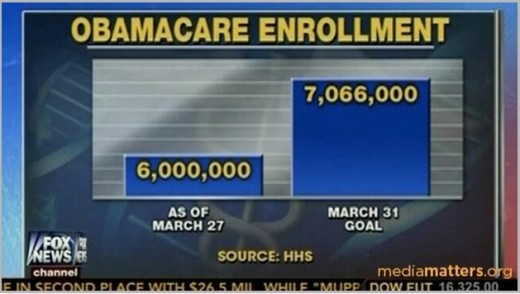 OBAMACARE ENROLLMENT
7,066,000
6,000,000
AS OF
MARCH 27
MARCH 31
GOAL
SOURCE: HHS
FOX
NEWS
channel
mediamatters.org
E IN SECOND PLACE WITH $26.5 MIL, WHILE "MUPP
DOW FUT 16,325.00